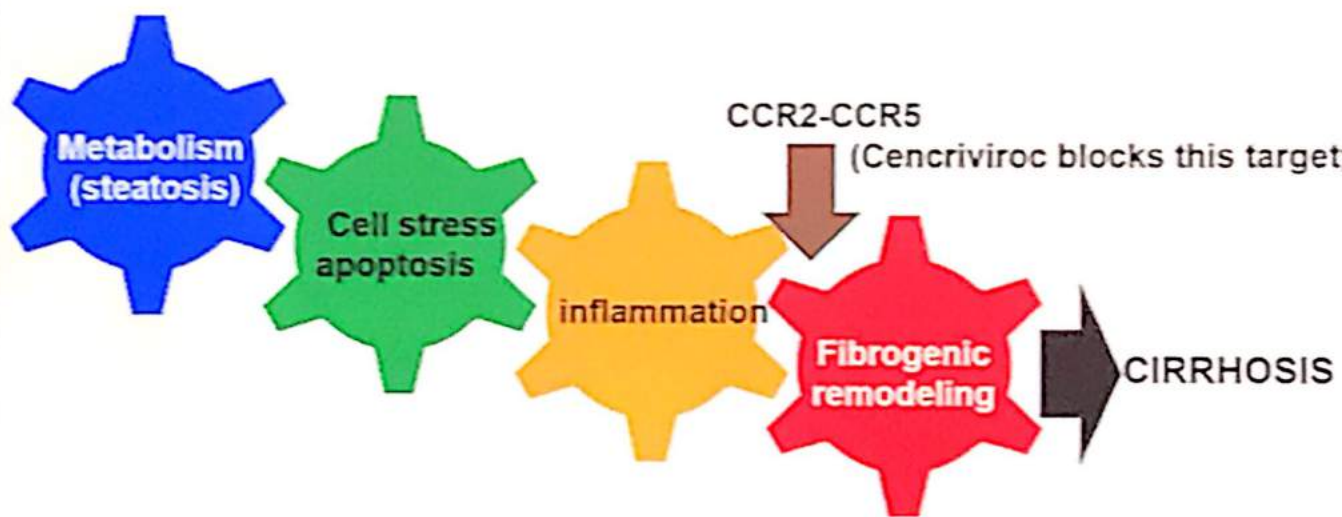 Metabolism
(steatosis)
Cell stress
apoptosis
inflammation
CCR2-CCR5
(Cencriviroc blocks this target
Fibrogenic
remodeling
CIRRHOSIS